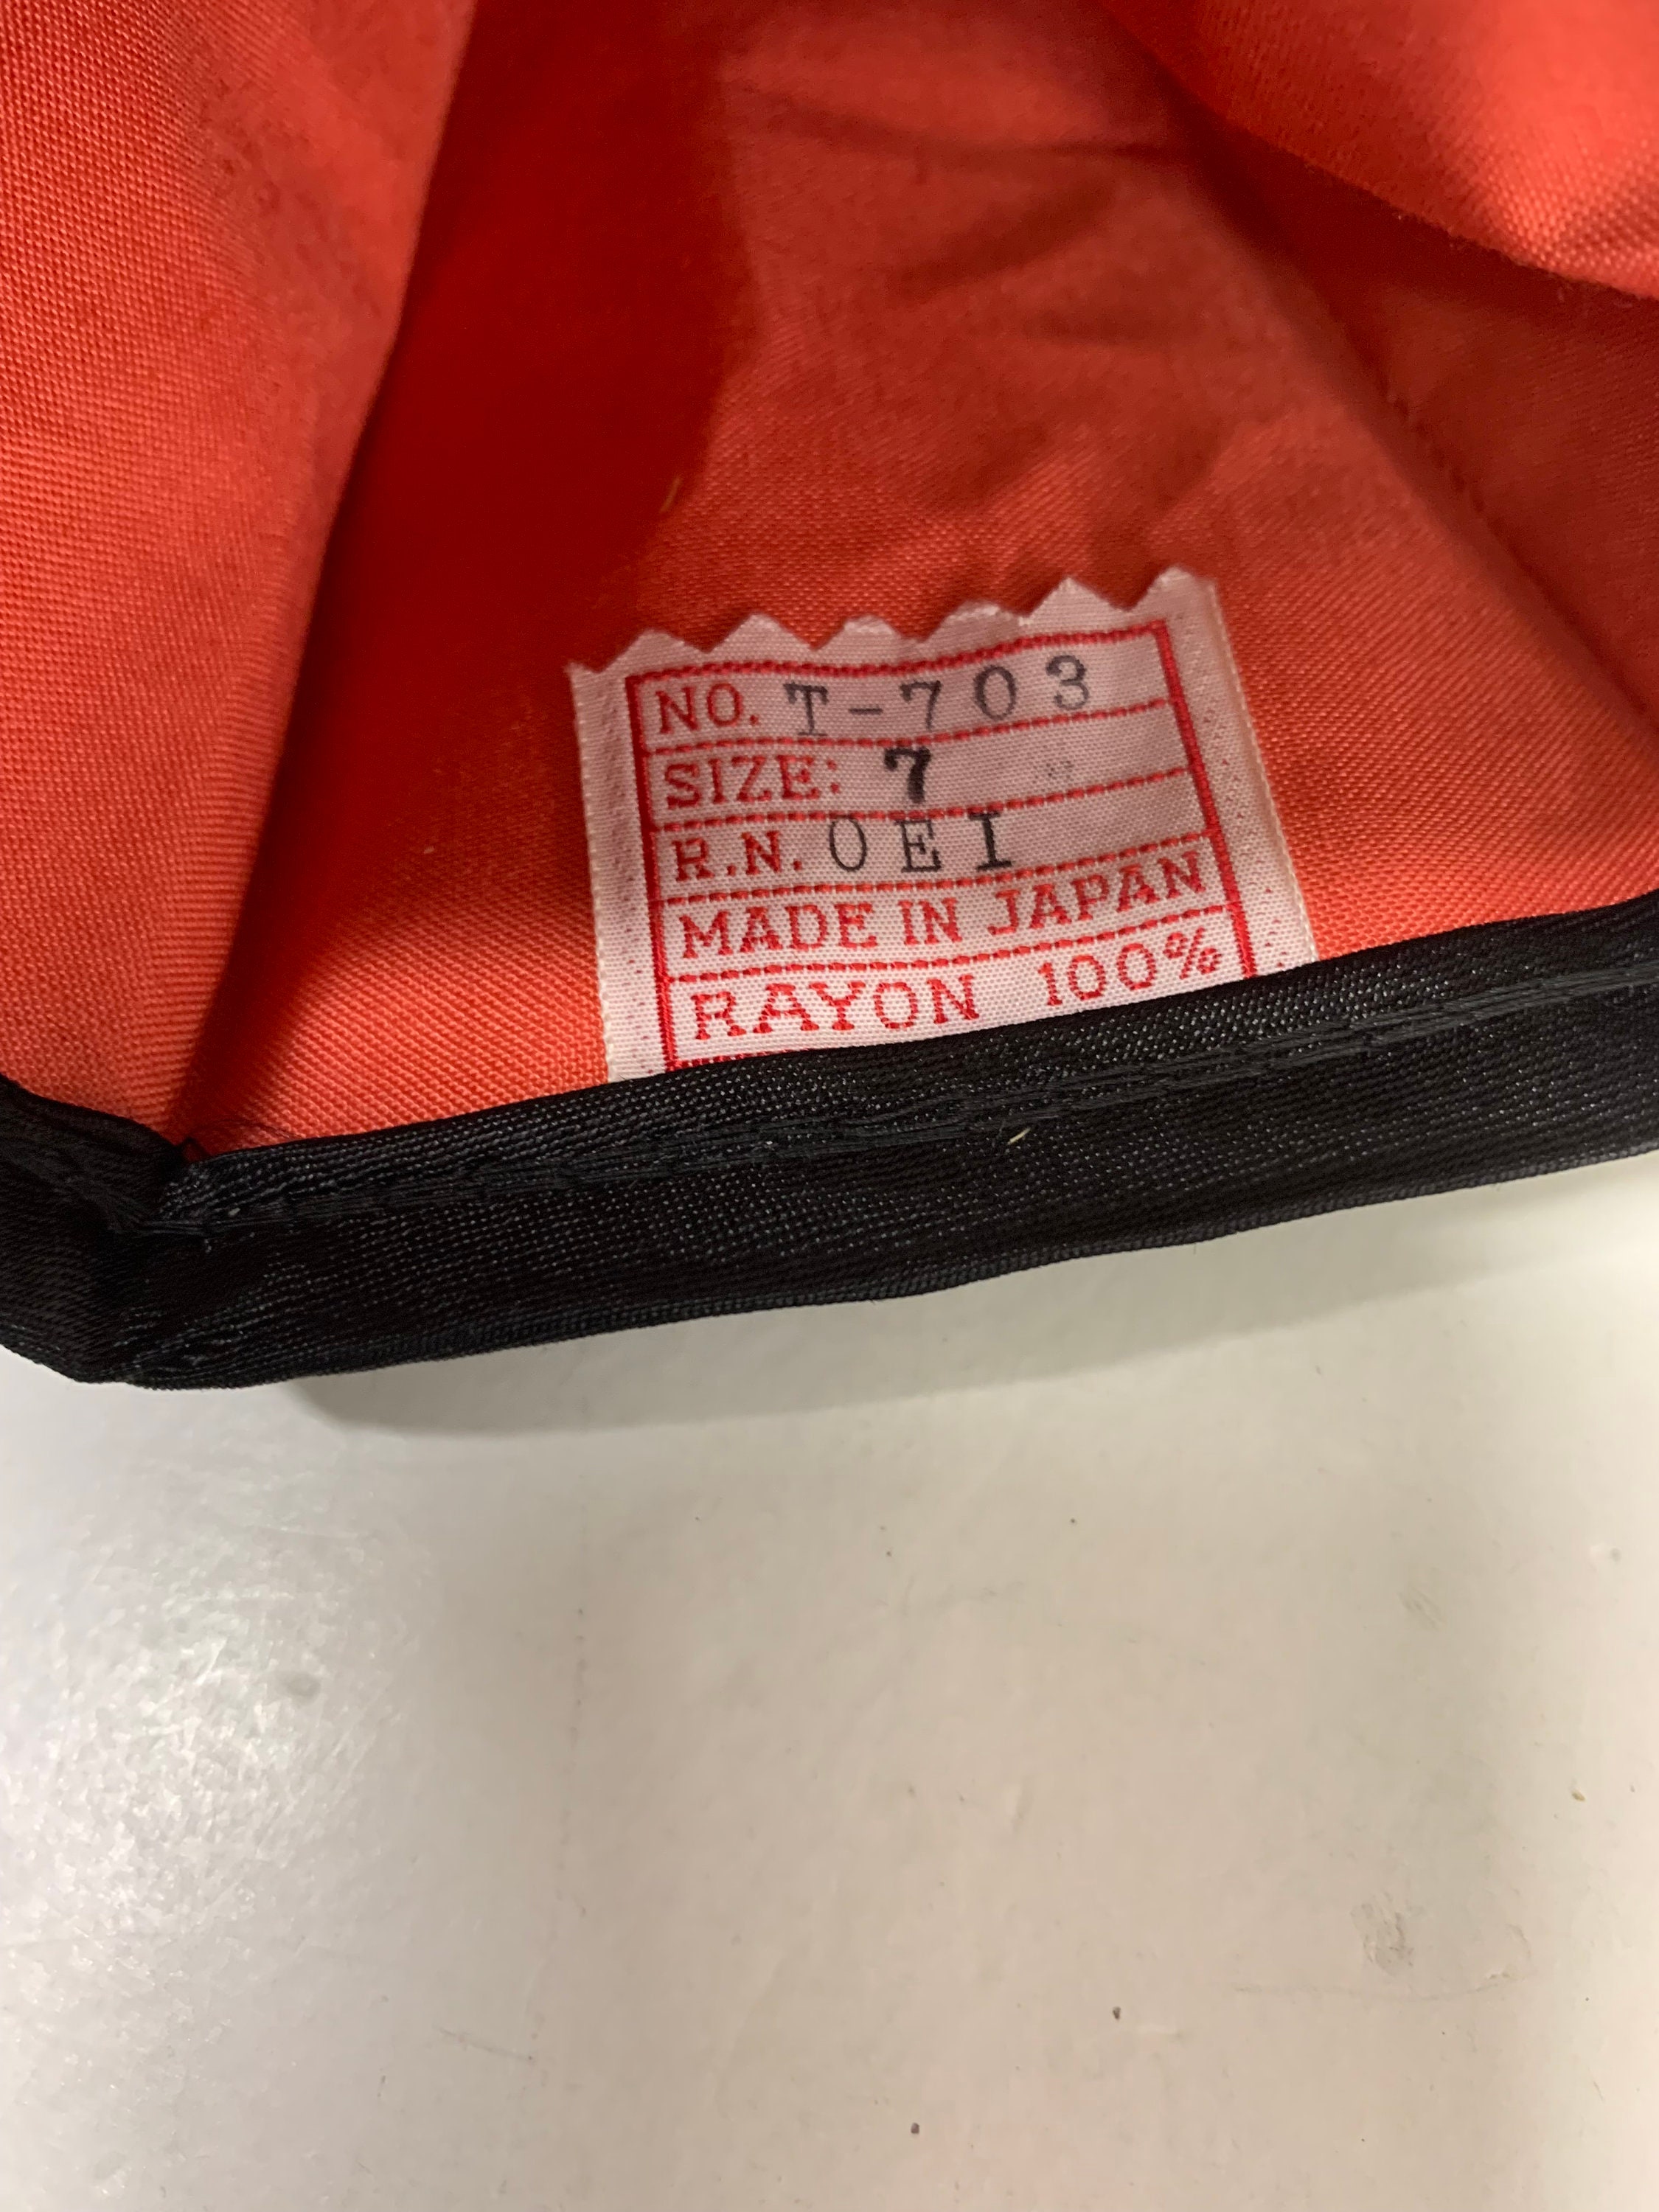 NO. T-703
SIZE: 7
R.N. OEI
MADE IN JAPAN
RAYON 100%